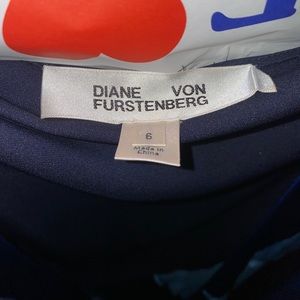 DIANE VON
FURSTENBERG
6
Made in
China